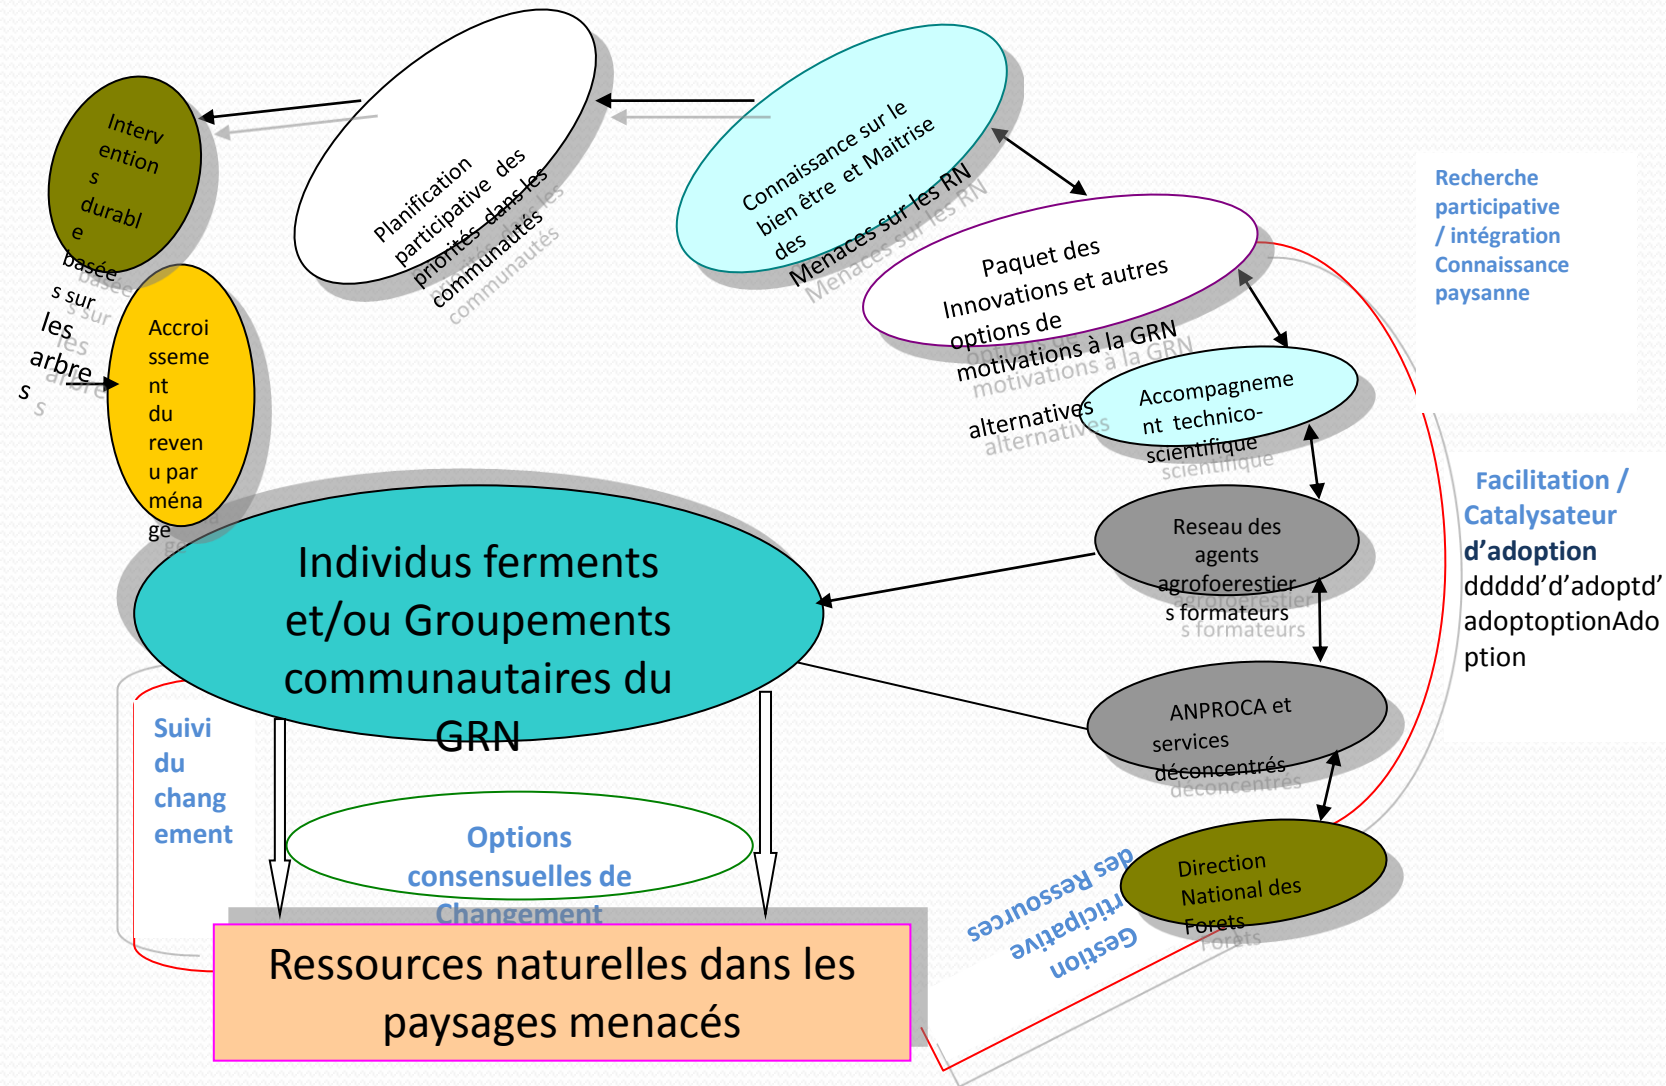 Interv
ention
s
durabl
e
basée
s sur
les
arbre
s
Planification
participative des
priorités dans les
communautés
Connaissance sur le
bien être et Maitrise
des
Menaces sur les RN
Paquet des
Innovations et autres
options de
motivations à la GRN
alternatives
Recherche
participative
/ intégration
Connaissance
paysanne
Accroi
sseme
nt
du
reven
u par
ména
ge
Accompagneme
nt technico-
scientifique
Facilitation /
Catalysateur
d’adoption
ddddd’d’adoptd’
adoptoptionAdo
ption
Reseau des
agents
agrofoerestier
s formateurs
Individus ferments
et/ou Groupements
communautaires du
GRN
ANPROCA et
services
déconcentrés
Suivi
du
chang
ement
Options
consensuelles de
Changement
Direction
National des
Forets
Gestion
rticipative
des Ressources
Ressources naturelles dans les
paysages menacés